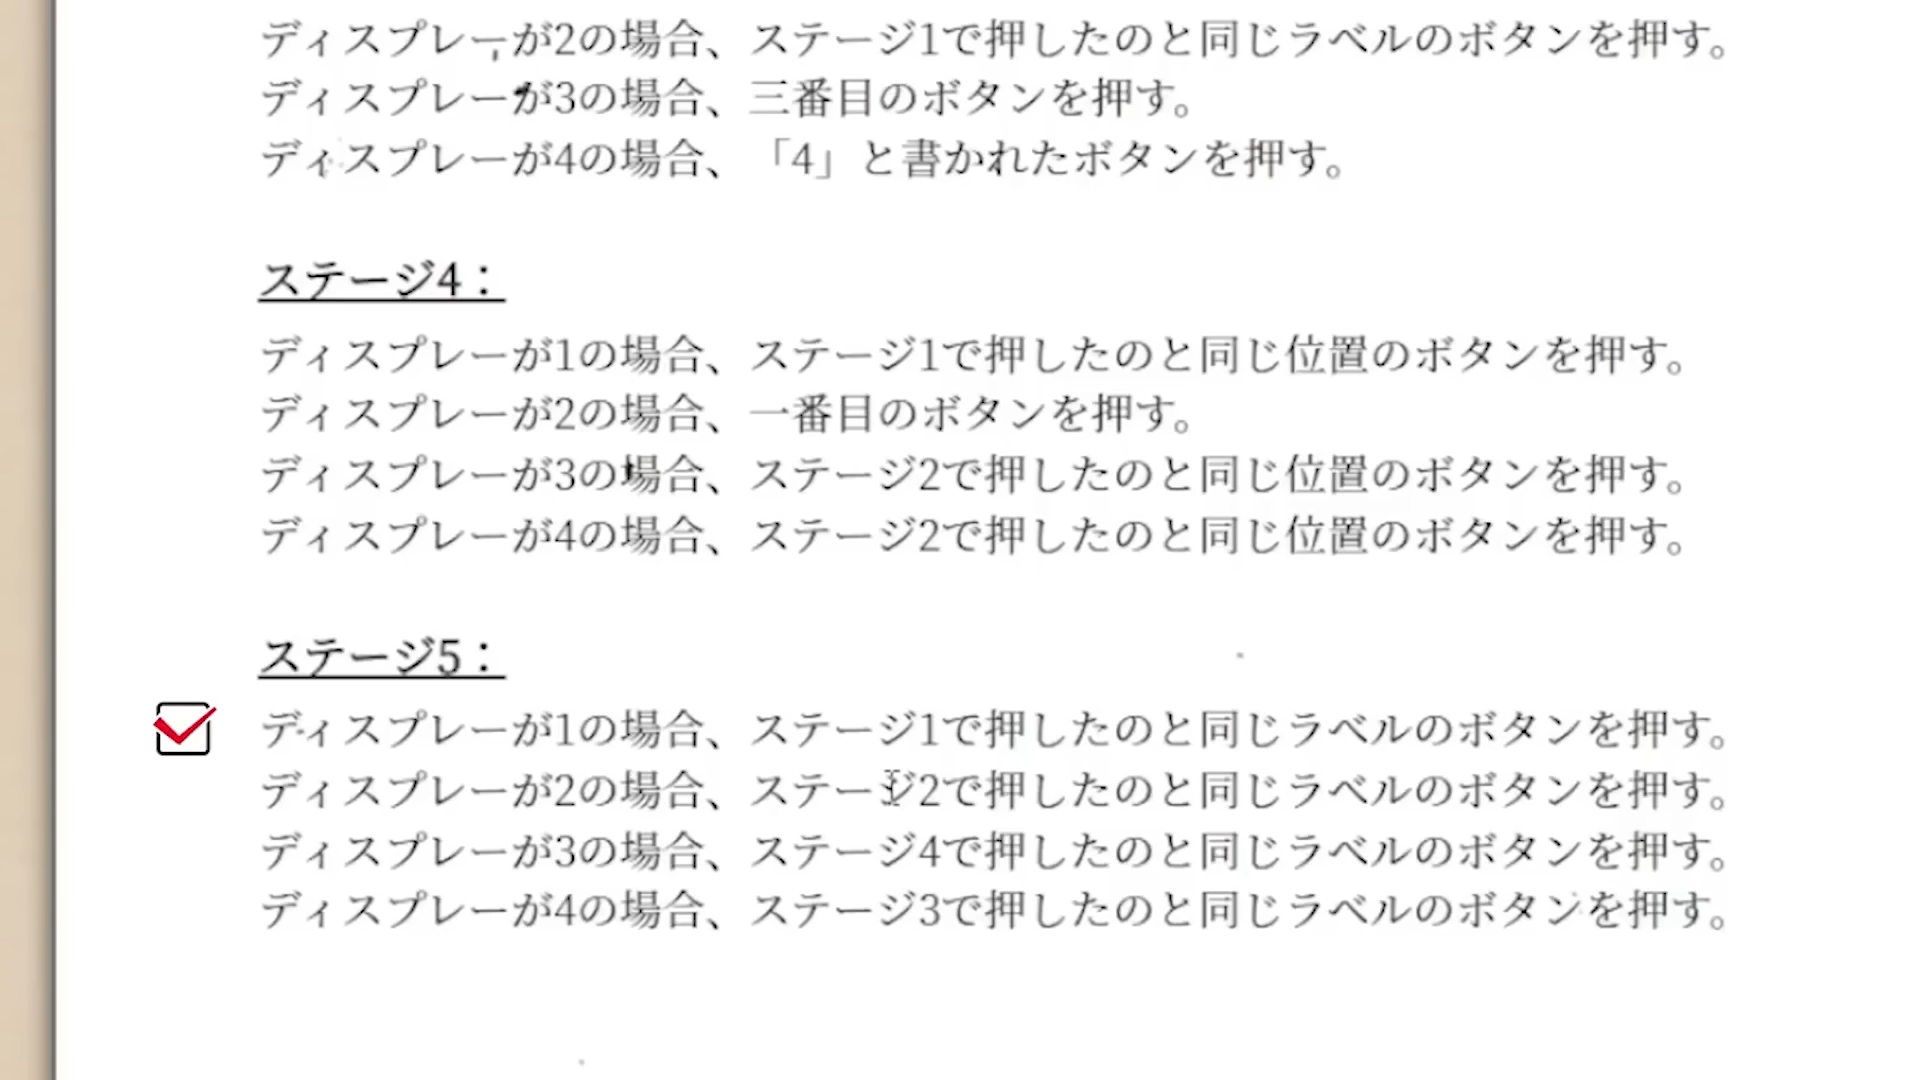 ディスプレーが2の場合、ステージ1で押したのと同じラベルのボタンを押す。
ディスプレーが3の場合、三番目のボタンを押す。
ディスプレーが4の場合、「4」と書かれたボタンを押す。
ステージ4：
ディスプレーが1の場合、ステージ1で押したのと同じ位置のボタンを押す。
ディスプレーが2の場合、一番目のボタンを押す。
ディスプレーが3の場合、ステージ2で押したのと同じ位置のボタンを押す。
ディスプレーが4の場合、ステージ2で押したのと同じ位置のボタンを押す。
ステージ5：
ディスプレーが1の場合、ステージ1で押したのと同じラベルのボタンを押す。
ディスプレーが2の場合、ステージ2で押したのと同じラベルのボタンを押す。
ディスプレーが3の場合、ステージ4で押したのと同じラベルのボタンを押す。
ディスプレーが4の場合、ステージ3で押したのと同じラベルのボタンを押す。